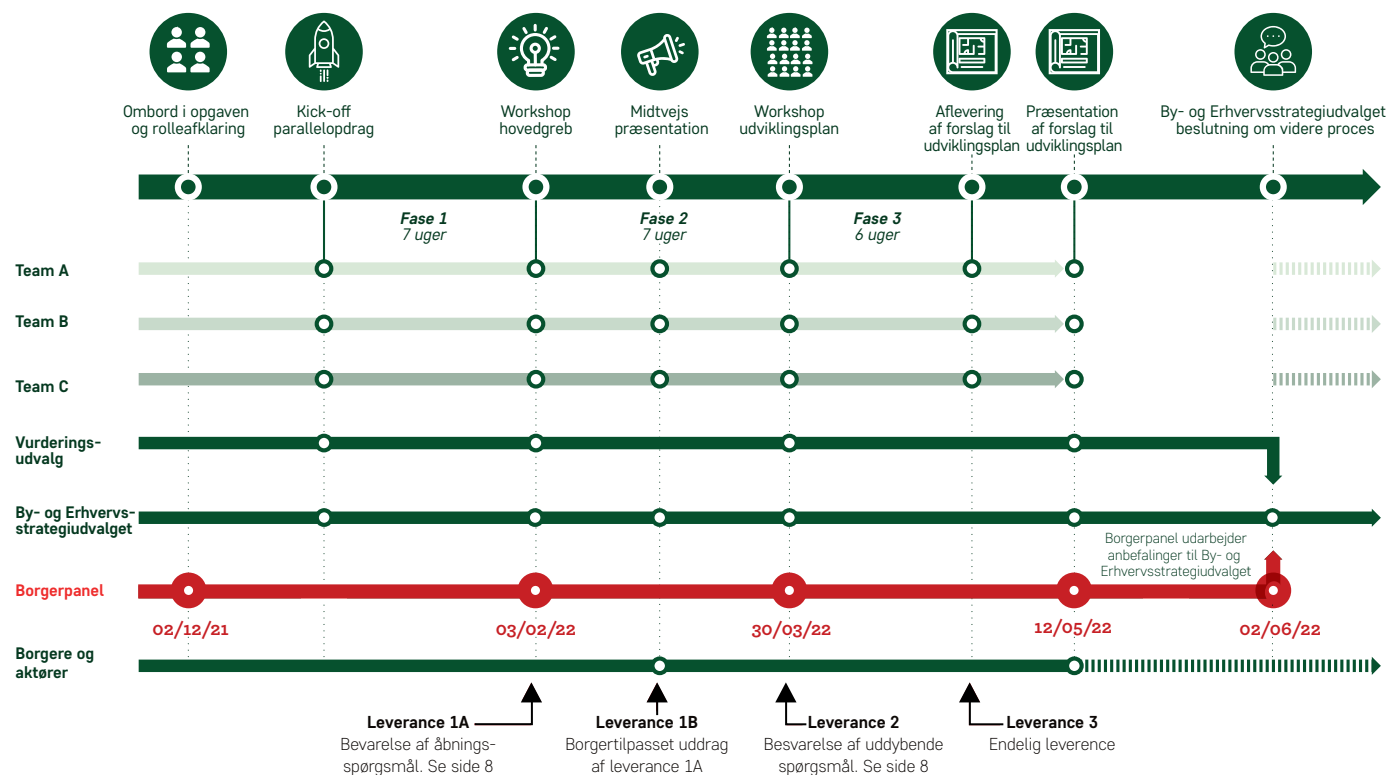 Ombord i opgaven
og rolleafklaring
Kick-off
parallelopdrag
Workshop
hovedgreb
Midtvejs
præsentation
Workshop
udviklingsplan
Aflevering
af forslag til
udviklingsplan
Præsentation
af forslag til
udviklingsplan
By- og Erhvervsstrategiudvalget
beslutning om videre proces
Fase 1
7 uger
Fase 2
7 uger
Fase 3
6 uger
Team A
Team B
Team C
Vurderings-
udvalg
By- og Erhvervs-
strategiudvalget
Borgerpanel udarbejder
anbefalinger til By- og
Erhvervsstrategiudvalget
Borgerpanel
02/12/21
03/02/22
30/03/22
12/05/22
02/06/22
Borgere og
aktører
Leverance 1A
Bevarelse af åbnings-
spørgsmål. Se side 8
Leverance 1B
Borgertilpasset uddrag
af leverance 1A
Leverance 2
Besvarelse af uddybende
spørgsmål. Se side 8
Leverance 3
Endelig leverence